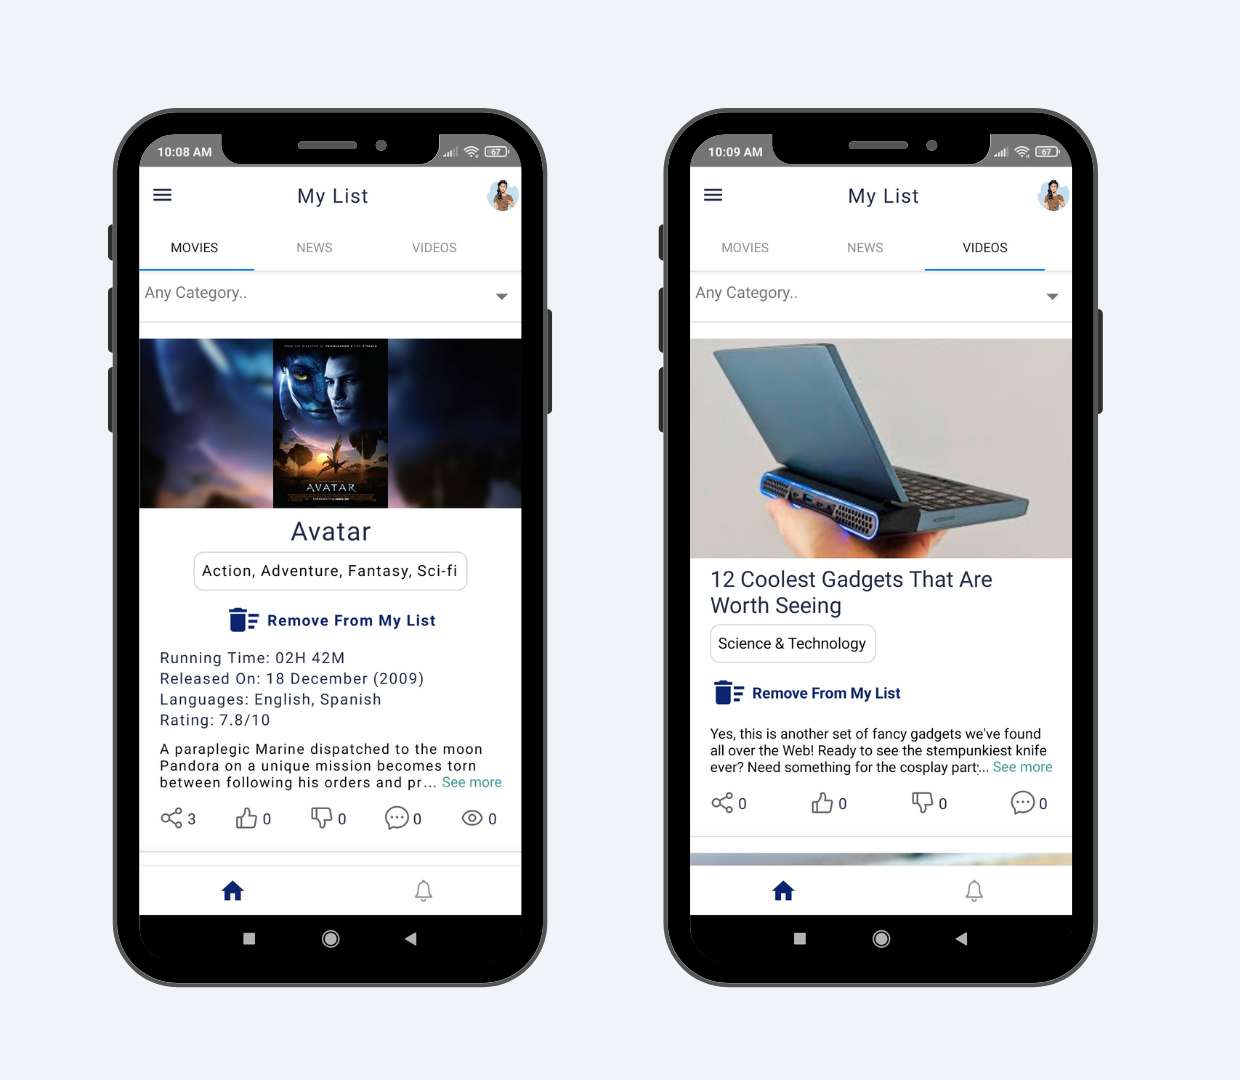 10:08 AM
67
My List
MOVIES
NEWS
VIDEOS
Any Category..
AVATAR
Avatar
Action, Adventure, Fantasy, Sci-fi
Remove From My List
Running Time: 02H 42M
Released On: 18 December (2009)
Languages: English, Spanish
Rating: 7.8/10
A paraplegic Marine dispatched to the moon
Pandora on a unique mission becomes torn
between following his orders and pr... See more
3
0
0
0
0
10:09 AM
67
My List
MOVIES
NEWS
VIDEOS
Any Category..
12 Coolest Gadgets That Are
Worth Seeing
Science & Technology
Remove From My List
Yes, this is another set of fancy gadgets we've found
all over the Web! Ready to see the stempunkiest knife
ever? Need something for the cosplay part... See more
0
0
0
0